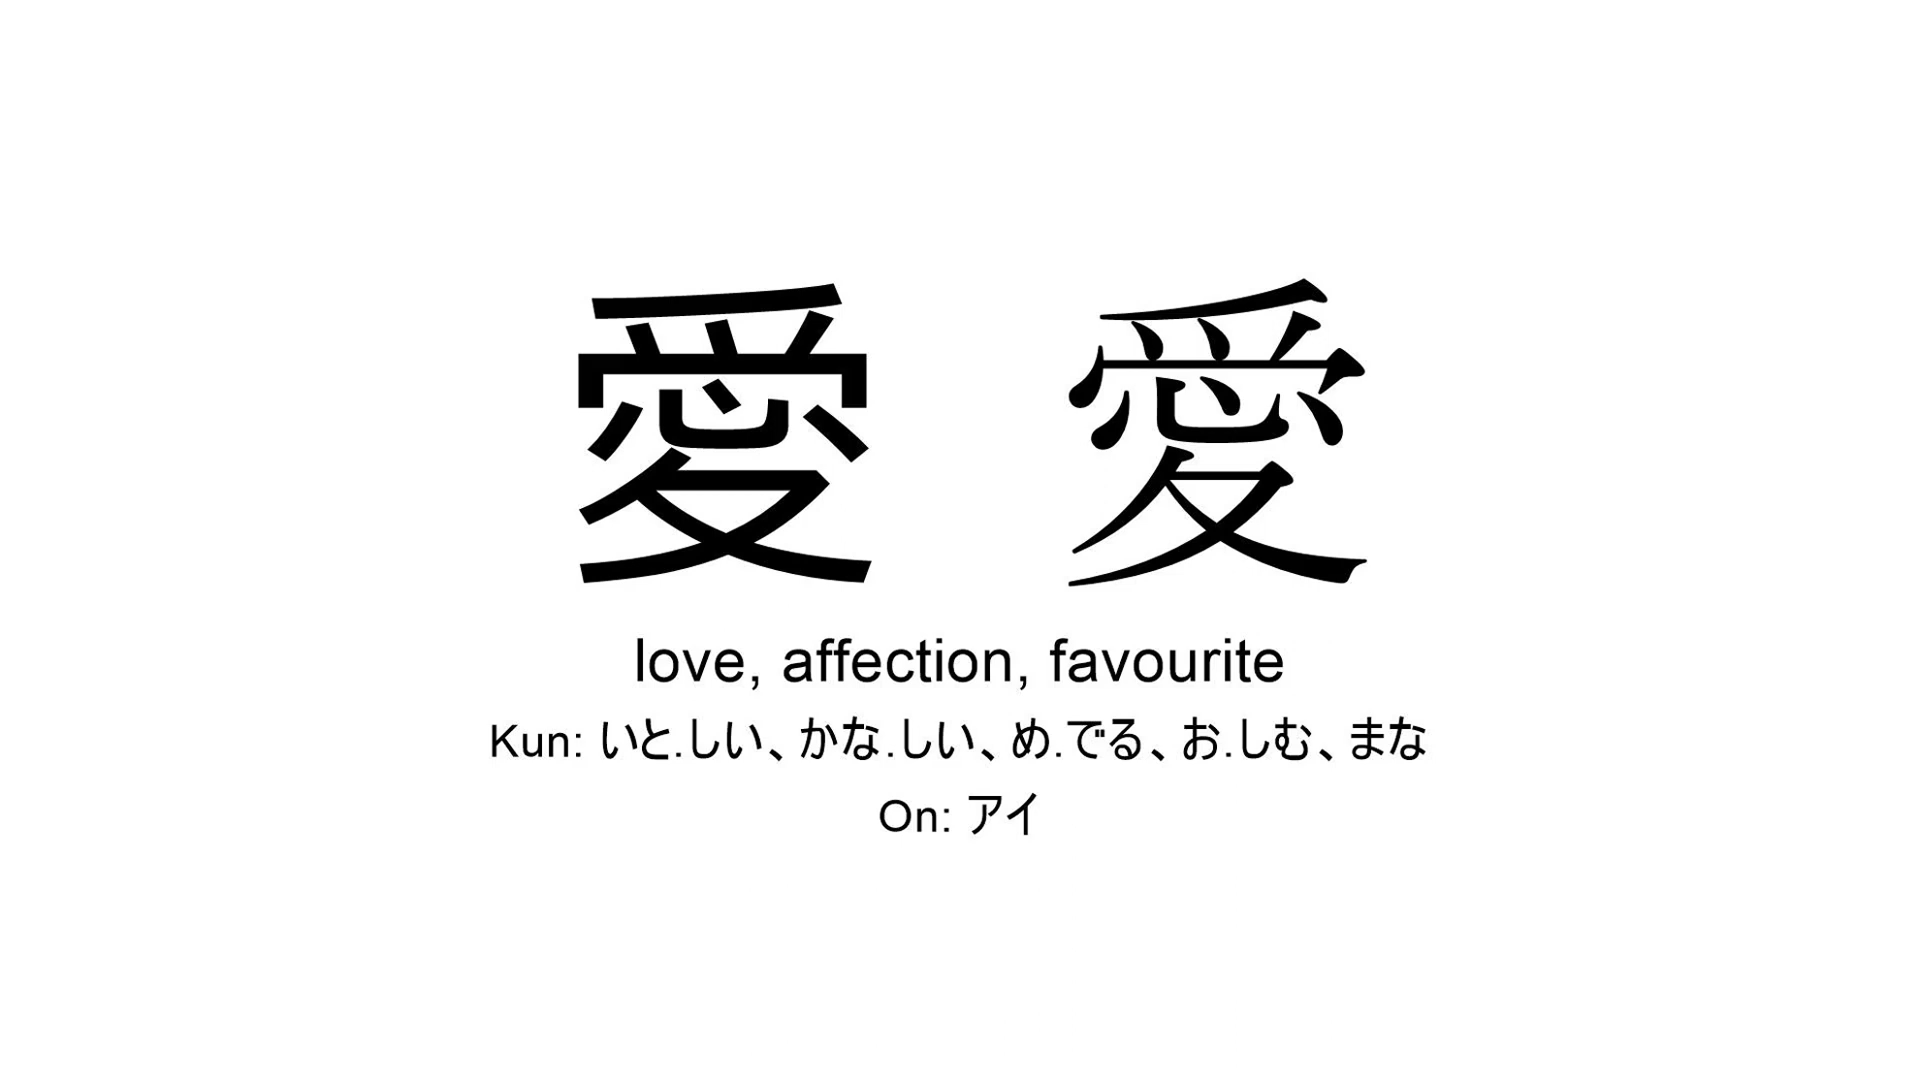 愛 愛
love, affection, favourite
Kun: いと.しい、かな.しい、め.でる、お.しむ、まな
On: アイ